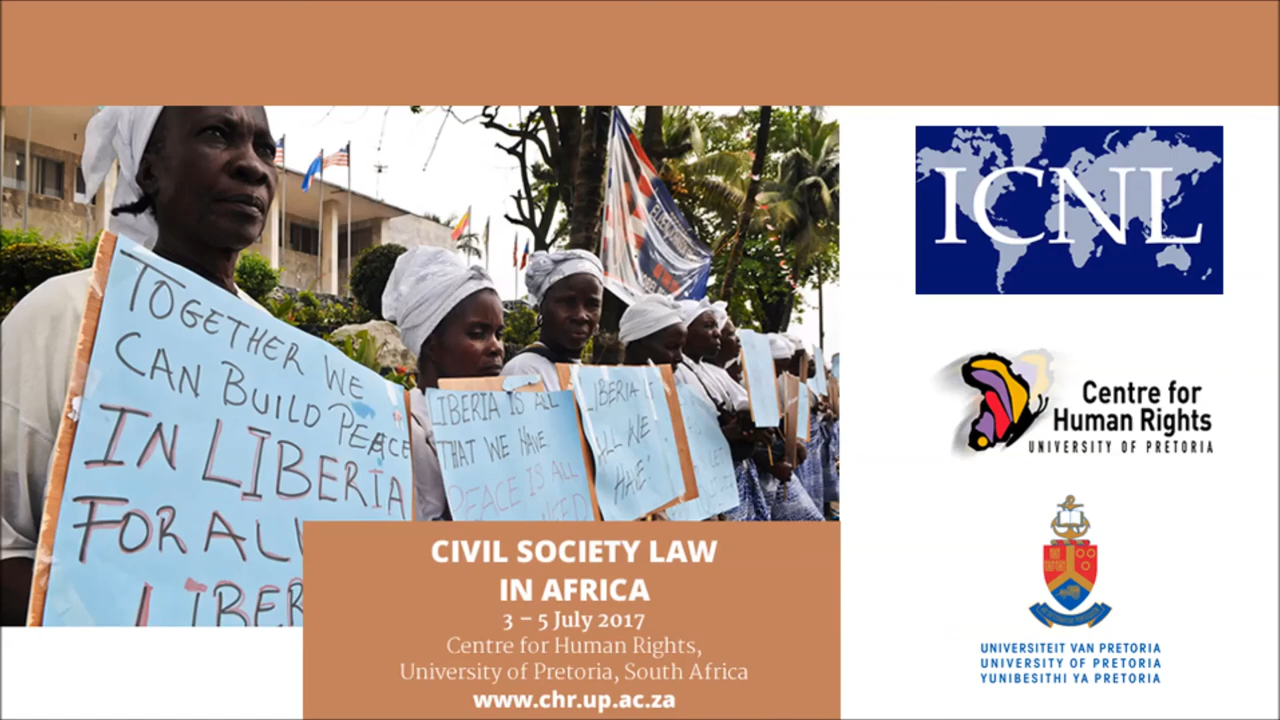 TOGETHER WE
CAN BUILD PEACE
IN LIBERIA
FOR ALL
LIBER
LIBERIA IS ALL
THAT WE HAVE
PEACE IS ALL
LIBERIA IS
ALL WE
HAVE"
LET
CIVIL SOCIETY LAW
IN AFRICA
3 – 5 July 2017
Centre for Human Rights,
University of Pretoria, South Africa
www.chr.up.ac.za
ICNL
Centre for
Human Rights
UNIVERSITY OF PRETORIA
UNIVERSITEIT VAN PRETORIA
UNIVERSITY OF PRETORIA
YUNIBESITHI YA PRETORIA